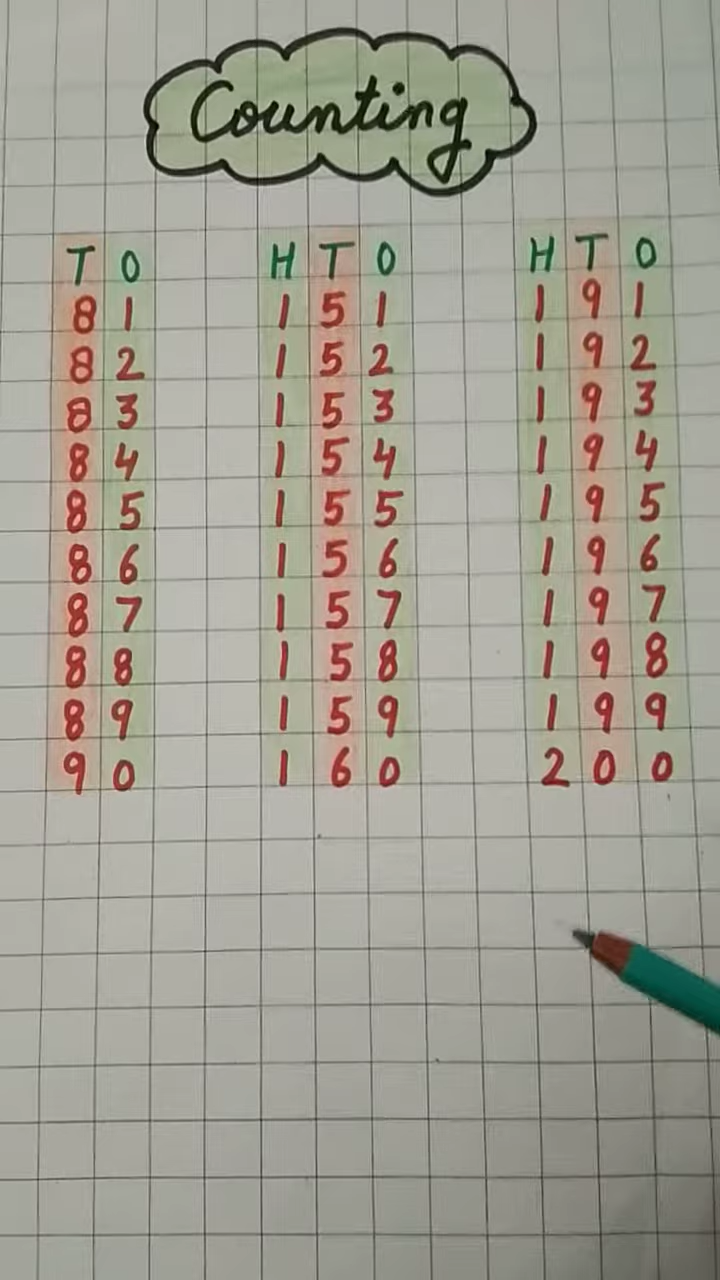 Counting
T O H T O H T O
8 1 1 5 1 1 9 1
8 2 1 5 2 1 9 2
8 3 1 5 3 1 9 3
8 4 1 5 4 1 9 4
8 5 1 5 5 1 9 5
8 6 1 5 6 1 9 6
8 7 1 5 7 1 9 7
8 8 1 5 8 1 9 8
8 9 1 5 9 1 9 9
9 0 1 6 0 2 0 0